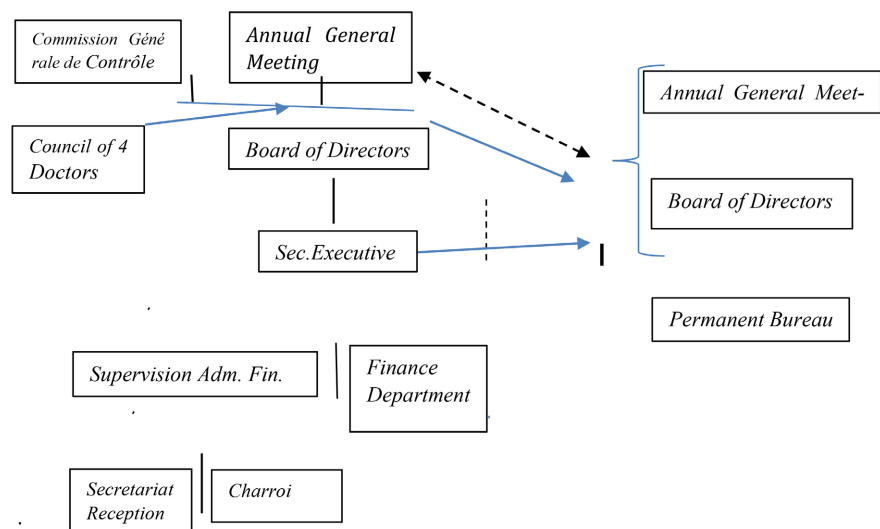 Commission Géné
rale de Contrôle
Annual General
Meeting
Annual General Meet-
Council of 4
Doctors
Board of Directors
Board of Directors
Sec.Executive
Permanent Bureau
Supervision Adm. Fin.
Finance
Department
Secretariat
Reception
Charroi